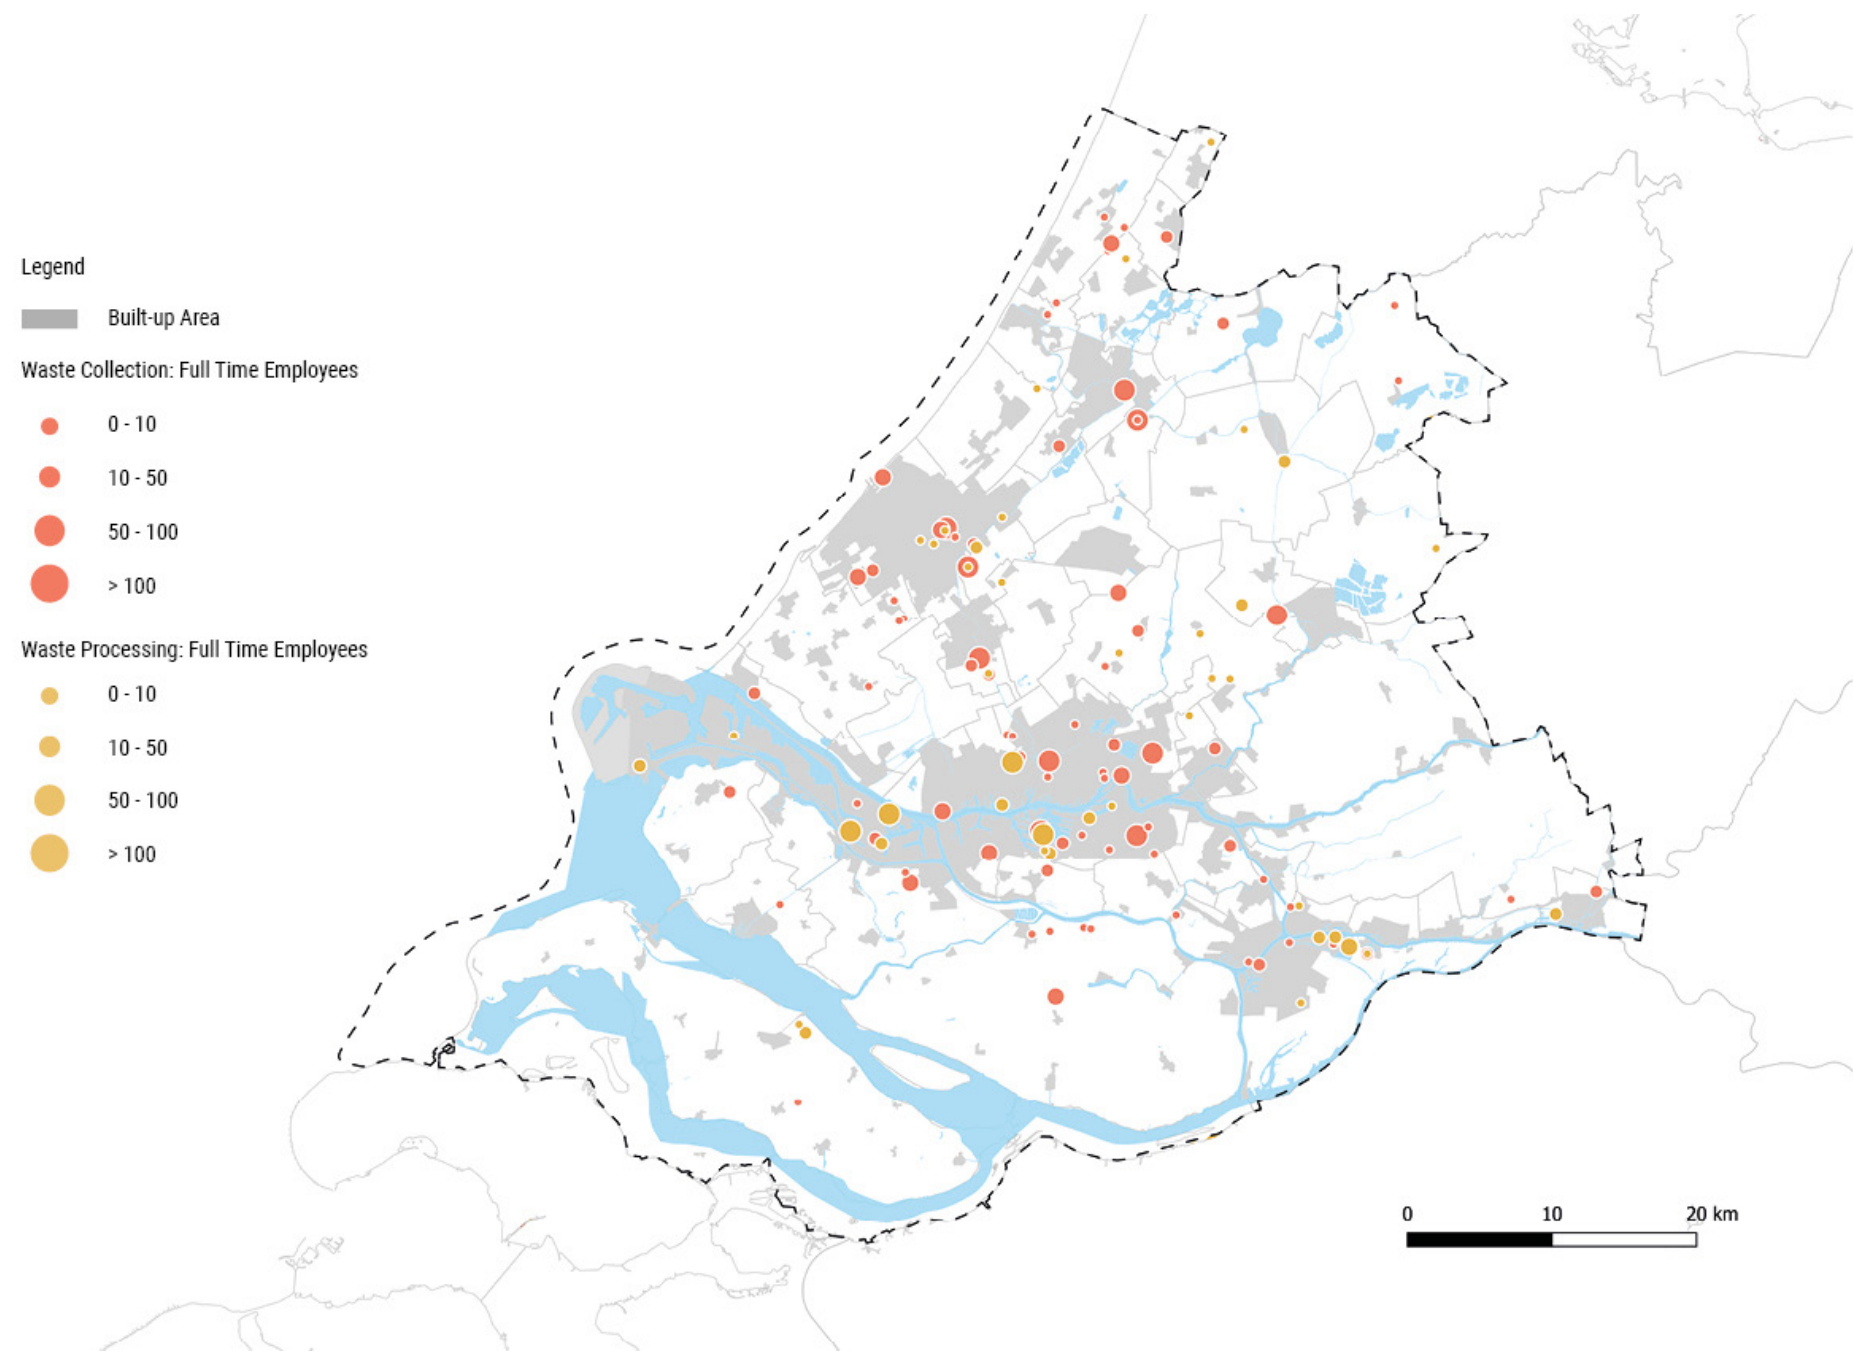 Legend
Built-up Area
Waste Collection: Full Time Employees
0 - 10
10 - 50
50 - 100
> 100
Waste Processing: Full Time Employees
0 - 10
10 - 50
50 - 100
> 100
0 10 20 km